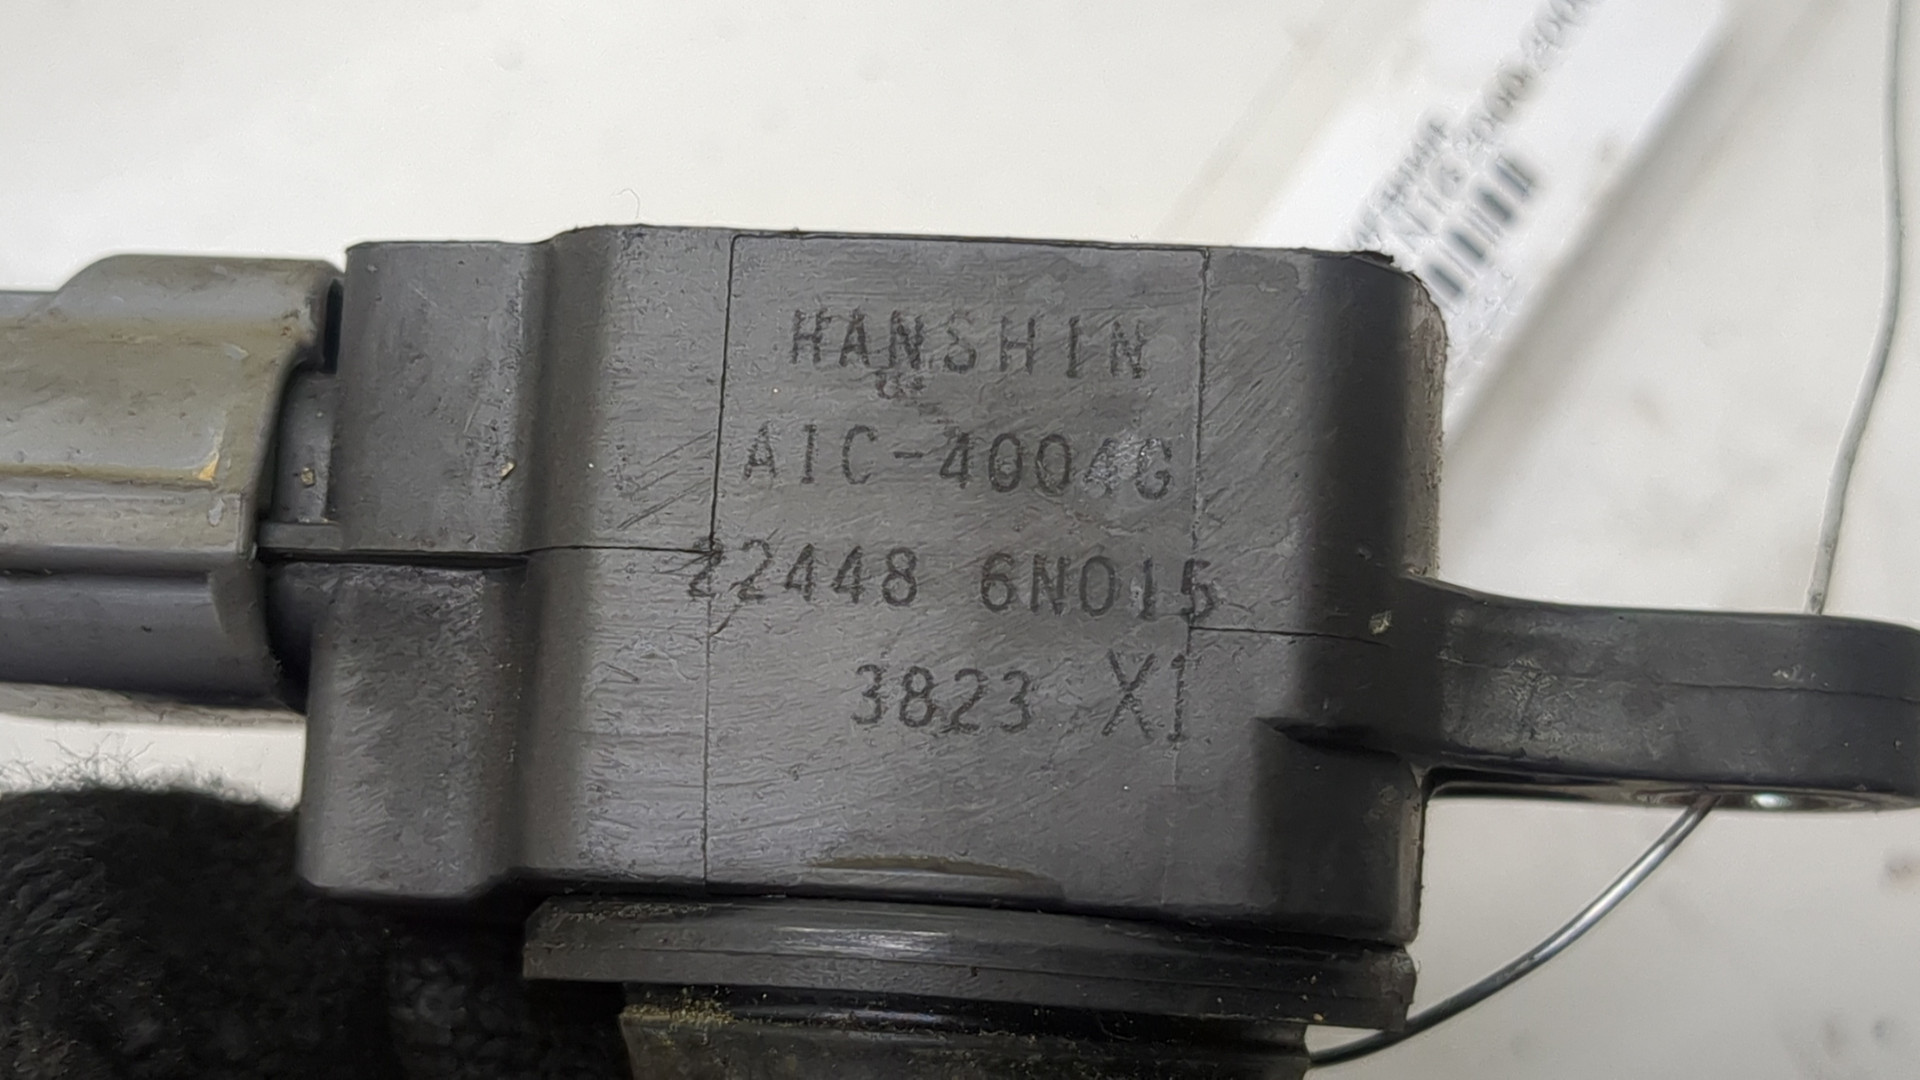 HANSHIN
AIC-4004G
22448 6N015
3823 X1